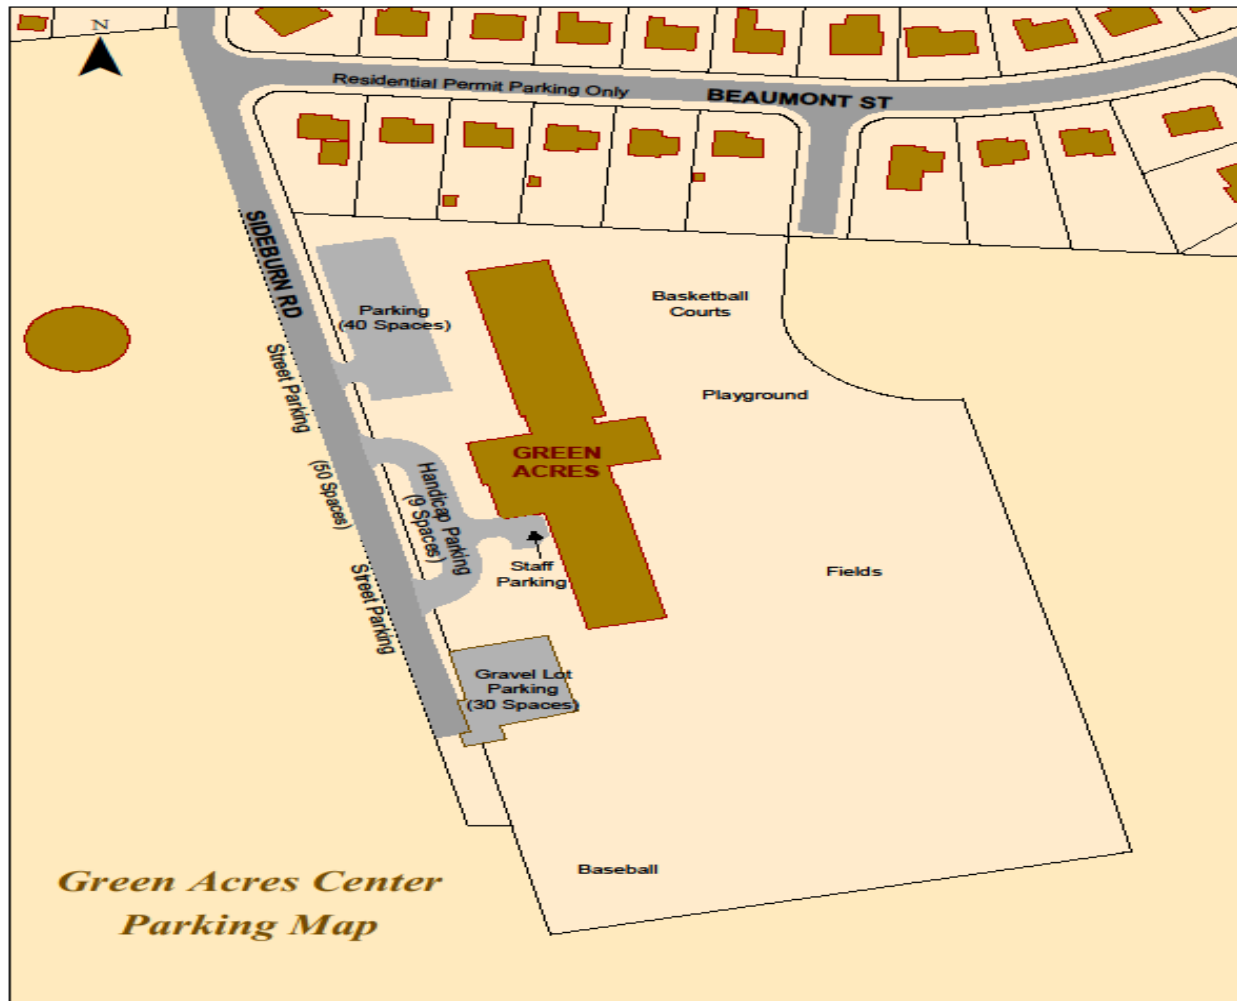 N
Residential Permit Parking Only
BEAUMONT ST
SIDEBURN RD
Parking
(40 Spaces)
Basketball
Courts
Playground
Street Parking
(50 Spaces)
Street Parking
Handicap Parking
(9 Spaces)
GREEN
ACRES
Staff
Parking
Fields
Gravel Lot
Parking
(30 Spaces)
Baseball
Green Acres Center
Parking Map